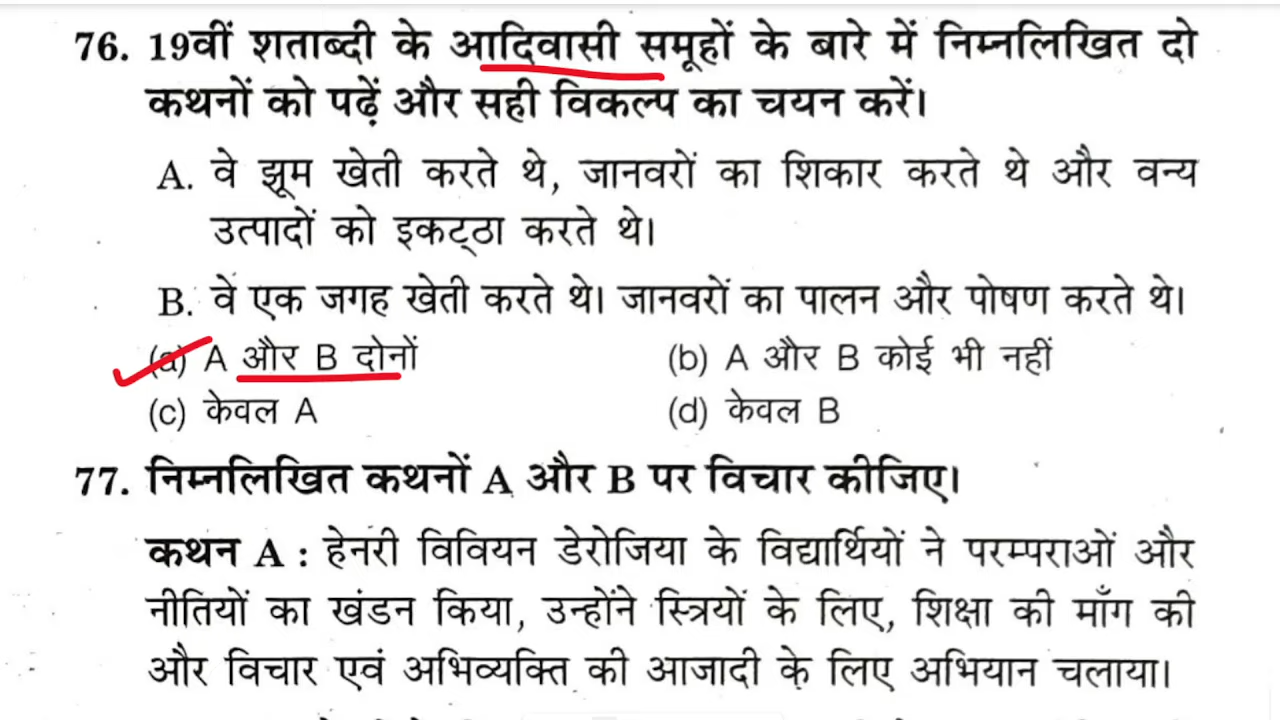 76. 19वीं शताब्दी के आदिवासी समूहों के बारे में निम्नलिखित दो
कथनों को पढ़ें और सही विकल्प का चयन करें।
A. वे झूम खेती करते थे, जानवरों का शिकार करते थे और वन्य
उत्पादों को इकट्ठा करते थे।
B. वे एक जगह खेती करते थे। जानवरों का पालन और पोषण करते थे।
(a) A और B दोनों (b) A और B कोई भी नहीं
(c) केवल A (d) केवल B
77. निम्नलिखित कथनों A और B पर विचार कीजिए।
कथन A : हेनरी विवियन डेरोजिया के विद्यार्थियों ने परम्पराओं और
नीतियों का खंडन किया, उन्होंने स्त्रियों के लिए, शिक्षा की माँग की
और विचार एवं अभिव्यक्ति की आजादी के लिए अभियान चलाया।